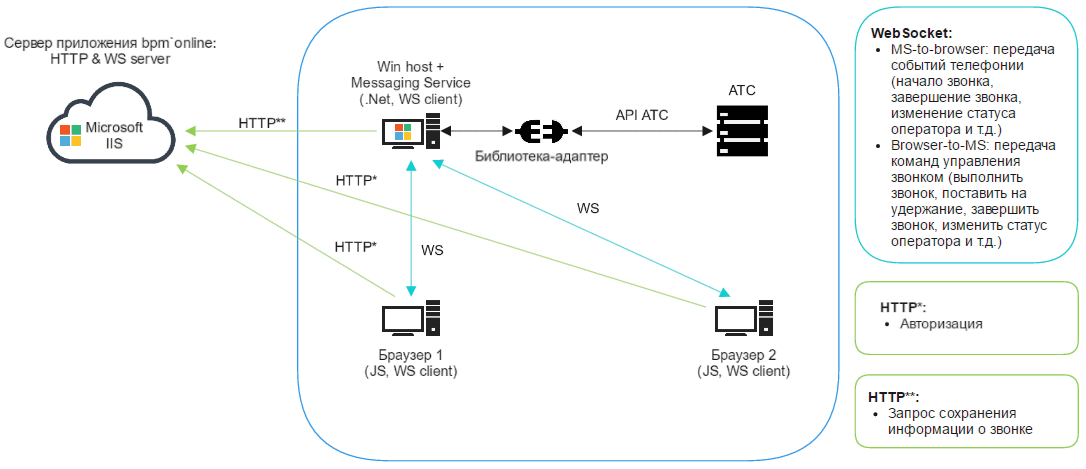 Сервер приложения bpm`online:
HTTP & WS server
Microsoft
IIS
Win host +
Messaging Service
(.Net, WS client)
HTTP**
Библиотека-адаптер
API АТС
АТС
HTTP*
WS
HTTP*
WS
Браузер 1
(JS, WS client)
Браузер 2
(JS, WS client)
WebSocket:
• MS-to-browser: передача
событий телефонии
(начало звонка,
завершение звонка,
изменение статуса
оператора и т.д.)
• Browser-to-MS: передача
команд управления
звонком (выполнить
звонок, поставить на
удержание, завершить
звонок, изменить статус
оператора и т.д.)
HTTP*:
• Авторизация
HTTP**:
• Запрос сохранения
информации о звонке